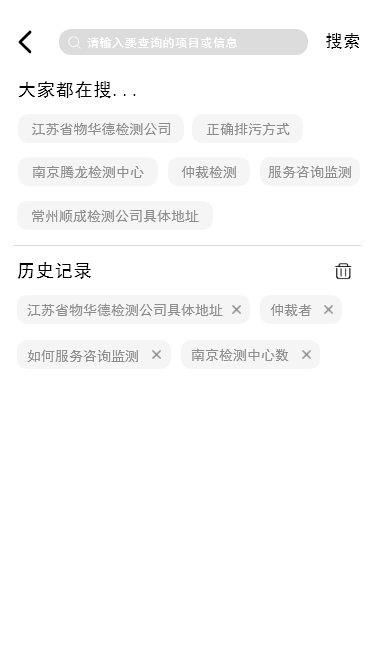 请输入要查询的项目或信息 搜索
大家都在搜...
江苏省物华德检测公司 正确排污方式
南京腾龙检测中心 仲裁检测 服务咨询监测
常州顺成检测公司具体地址
历史记录
江苏省物华德检测公司具体地址 仲裁者
如何服务咨询监测 南京检测中心数